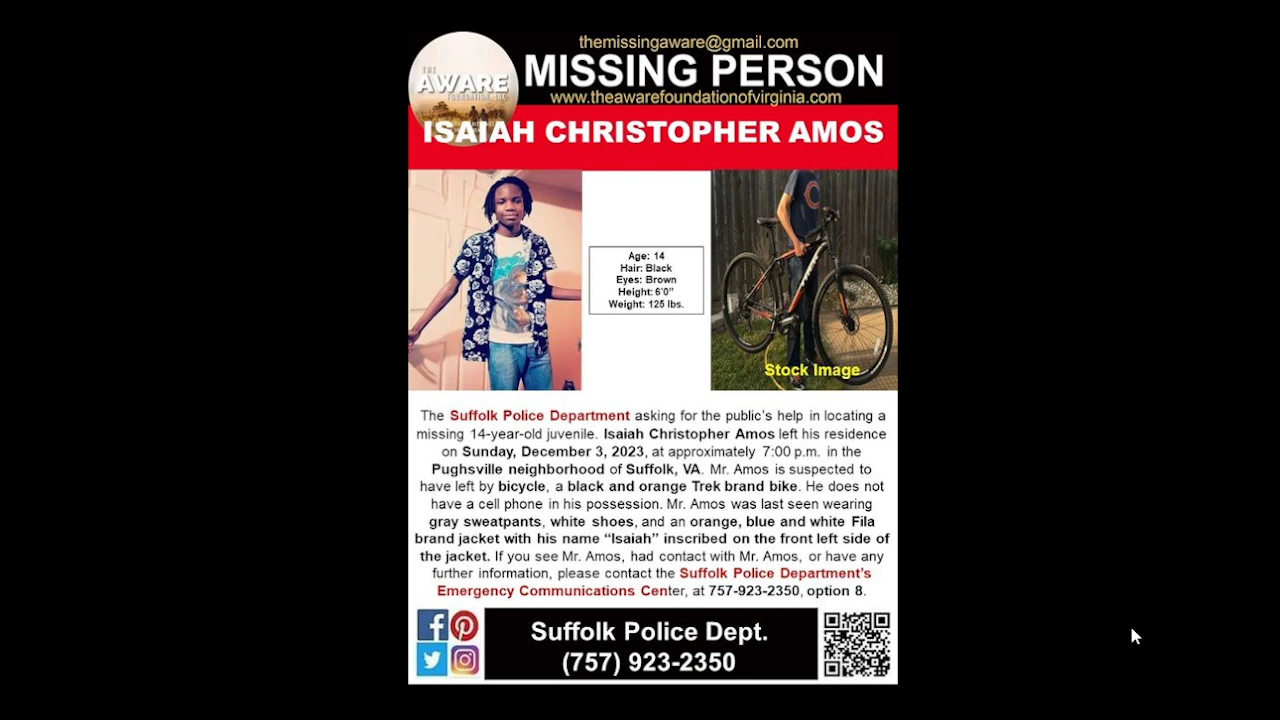 themissingaware@gmail.com
MISSING PERSON
www.theawarefoundationofvirginia.com
THE
AWARE
FOUNDATION, INC.
ISAIAH CHRISTOPHER AMOS
Age: 14
Hair: Black
Eyes: Brown
Height: 6'0"
Weight: 125 lbs.
TREK
Stock Image
The Suffolk Police Department asking for the public's help in locating a
missing 14-year-old juvenile. Isaiah Christopher Amos left his residence
on Sunday, December 3, 2023, at approximately 7:00 p.m. in the
Pughsville neighborhood of Suffolk, VA. Mr. Amos is suspected to
have left by bicycle, a black and orange Trek brand bike. He does not
have a cell phone in his possession. Mr. Amos was last seen wearing
gray sweatpants, white shoes, and an orange, blue and white Fila
brand jacket with his name “Isaiah” inscribed on the front left side of
the jacket. If you see Mr. Amos, had contact with Mr. Amos, or have any
further information, please contact the Suffolk Police Department's
Emergency Communications Center, at 757-923-2350, option 8.
Suffolk Police Dept.
(757) 923-2350